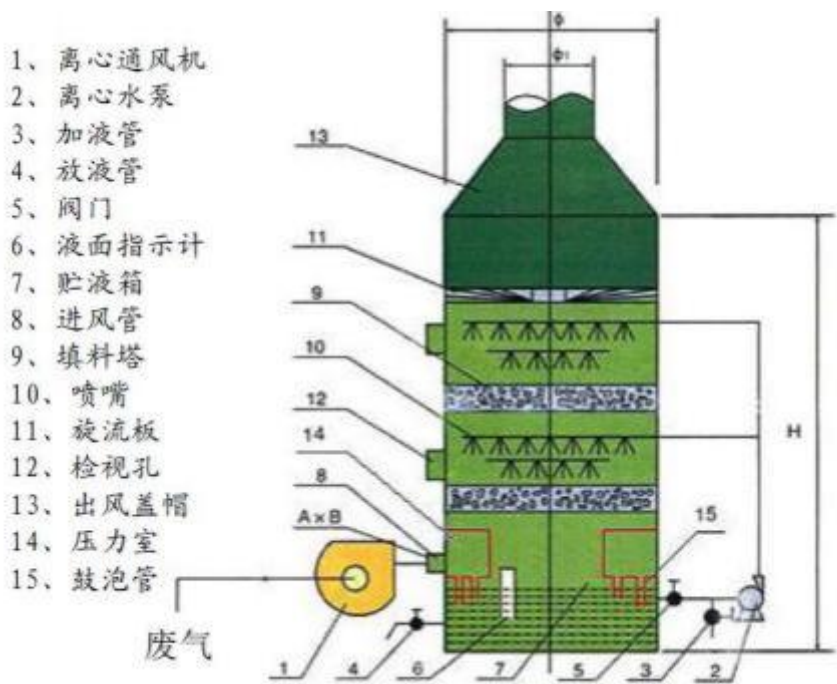 1、离心通风机
2、离心水泵
3、加液管
4、放液管
5、阀门
6、液面指示计
7、贮液箱
8、进风管
9、填料塔
10、喷嘴
11、旋流板
12、检视孔
13、出风盖帽
14、压力室
15、鼓泡管
废气
Φ
Φ1
13
11
9
10
12
14
8
A×B
15
H
1
4
6
7
5
3
2